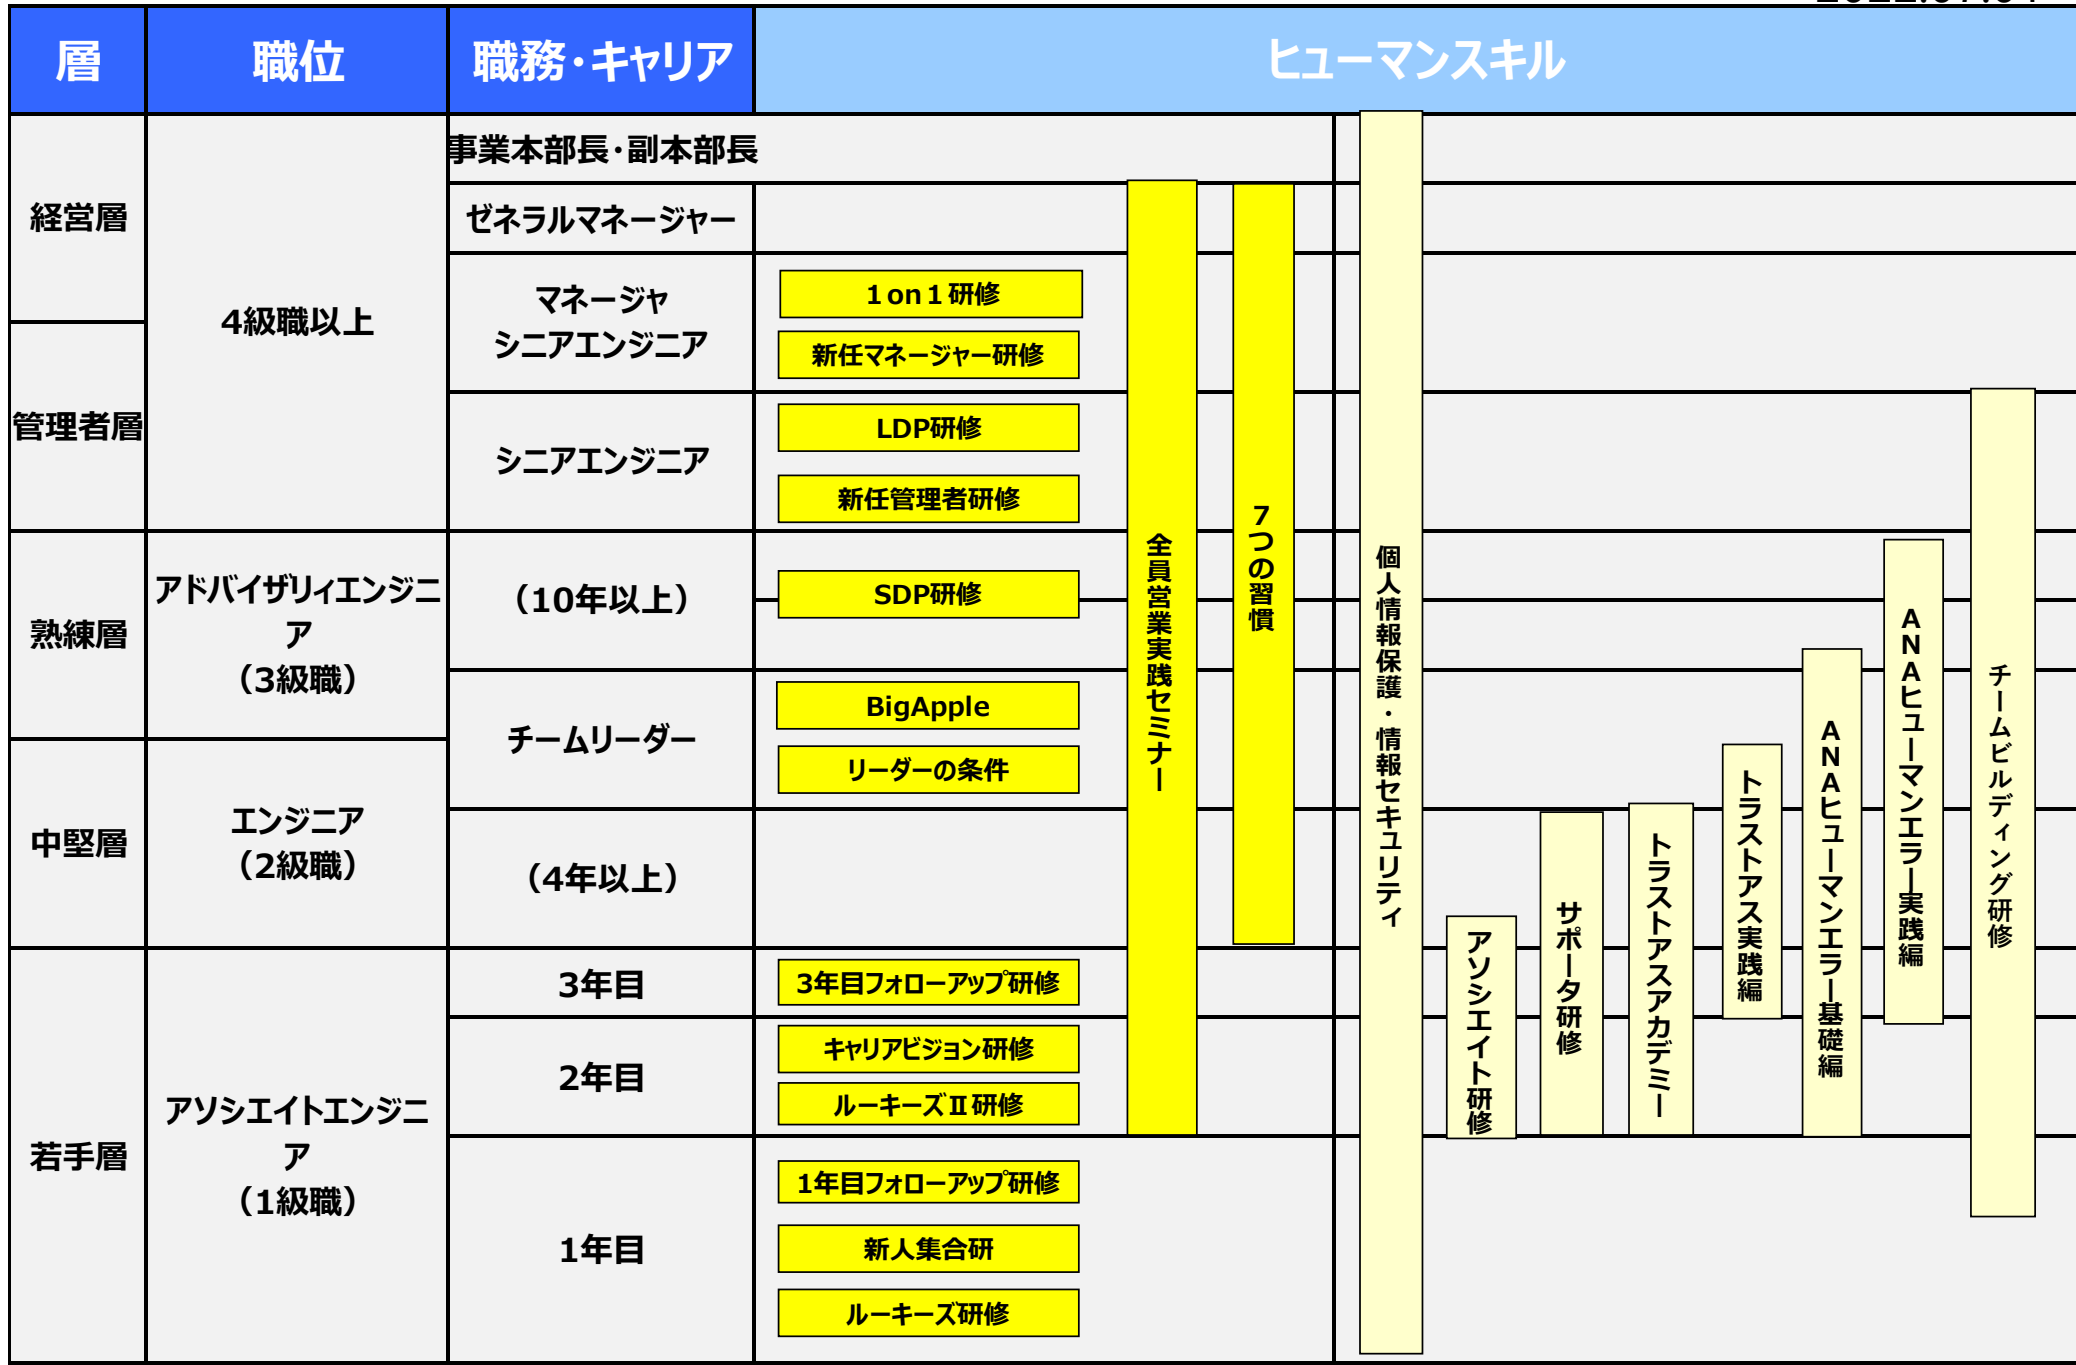 層
職位
職務・キャリア
ヒューマンスキル
経営層
管理者層
熟練層
中堅層
若手層
4級職以上
アドバイザリィエンジニ
ア
（3級職）
エンジニア
（2級職）
アソシエイトエンジニ
ア
（1級職）
事業本部長・副本部長
ゼネラルマネージャー
マネージャ
シニアエンジニア
シニアエンジニア
（10年以上）
チームリーダー
（4年以上）
3年目
2年目
1年目
１on１研修
新任マネージャー研修
LDP研修
新任管理者研修
SDP研修
BigApple
リーダーの条件
3年目フォローアップ研修
キャリアビジョン研修
ルーキーズⅡ研修
1年目フォローアップ研修
新人集合研
ルーキーズ研修
全員営業実践セミナー
7つの習慣
個人情報保護・情報セキュリティ
アソシエイト研修
サポータ研修
トラストアスアカデミー
トラストアス実践編
ANAヒューマンエラー基礎編
ANAヒューマンエラー実践編
チームビルディング研修